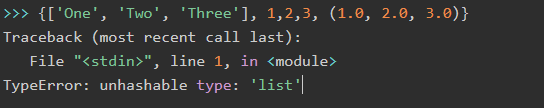 >>> {['One', 'Two', 'Three'], 1,2,3, (1.0, 2.0, 3.0)}
Traceback (most recent call last):
  File "<stdin>", line 1, in <module>
TypeError: unhashable type: 'list'